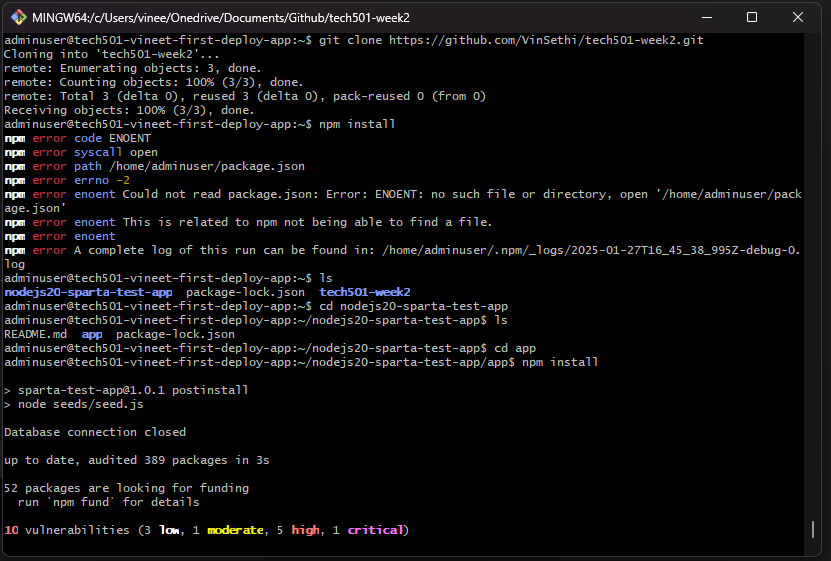 MINGW64:/c/Users/vinee/Onedrive/Documents/Github/tech501-week2
adminuser@tech501-vineet-first-deploy-app:~$ git clone https://github.com/VinSethi/tech501-week2.git
Cloning into 'tech501-week2'...
remote: Enumerating objects: 3, done.
remote: Counting objects: 100% (3/3), done.
remote: Total 3 (delta 0), reused 3 (delta 0), pack-reused 0 (from 0)
Receiving objects: 100% (3/3), done.
adminuser@tech501-vineet-first-deploy-app:~$ npm install
npm error code ENOENT
npm error syscall open
npm error path /home/adminuser/package.json
npm error errno -2
npm error enoent Could not read package.json: Error: ENOENT: no such file or directory, open '/home/adminuser/pack
age.json'
npm error enoent This is related to npm not being able to find a file.
npm error enoent
npm error A complete log of this run can be found in: /home/adminuser/.npm/_logs/2025-01-27T16_45_38_995Z-debug-0.
log
adminuser@tech501-vineet-first-deploy-app:~$ ls
nodejs20-sparta-test-app  package-lock.json  tech501-week2
adminuser@tech501-vineet-first-deploy-app:~$ cd nodejs20-sparta-test-app
adminuser@tech501-vineet-first-deploy-app:~/nodejs20-sparta-test-app$ ls
README.md  app  package-lock.json
adminuser@tech501-vineet-first-deploy-app:~/nodejs20-sparta-test-app$ cd app
adminuser@tech501-vineet-first-deploy-app:~/nodejs20-sparta-test-app/app$ npm install
> sparta-test-app@1.0.1 postinstall
> node seeds/seed.js
Database connection closed
up to date, audited 389 packages in 3s
52 packages are looking for funding
  run `npm fund` for details
10 vulnerabilities (3 low, 1 moderate, 5 high, 1 critical)